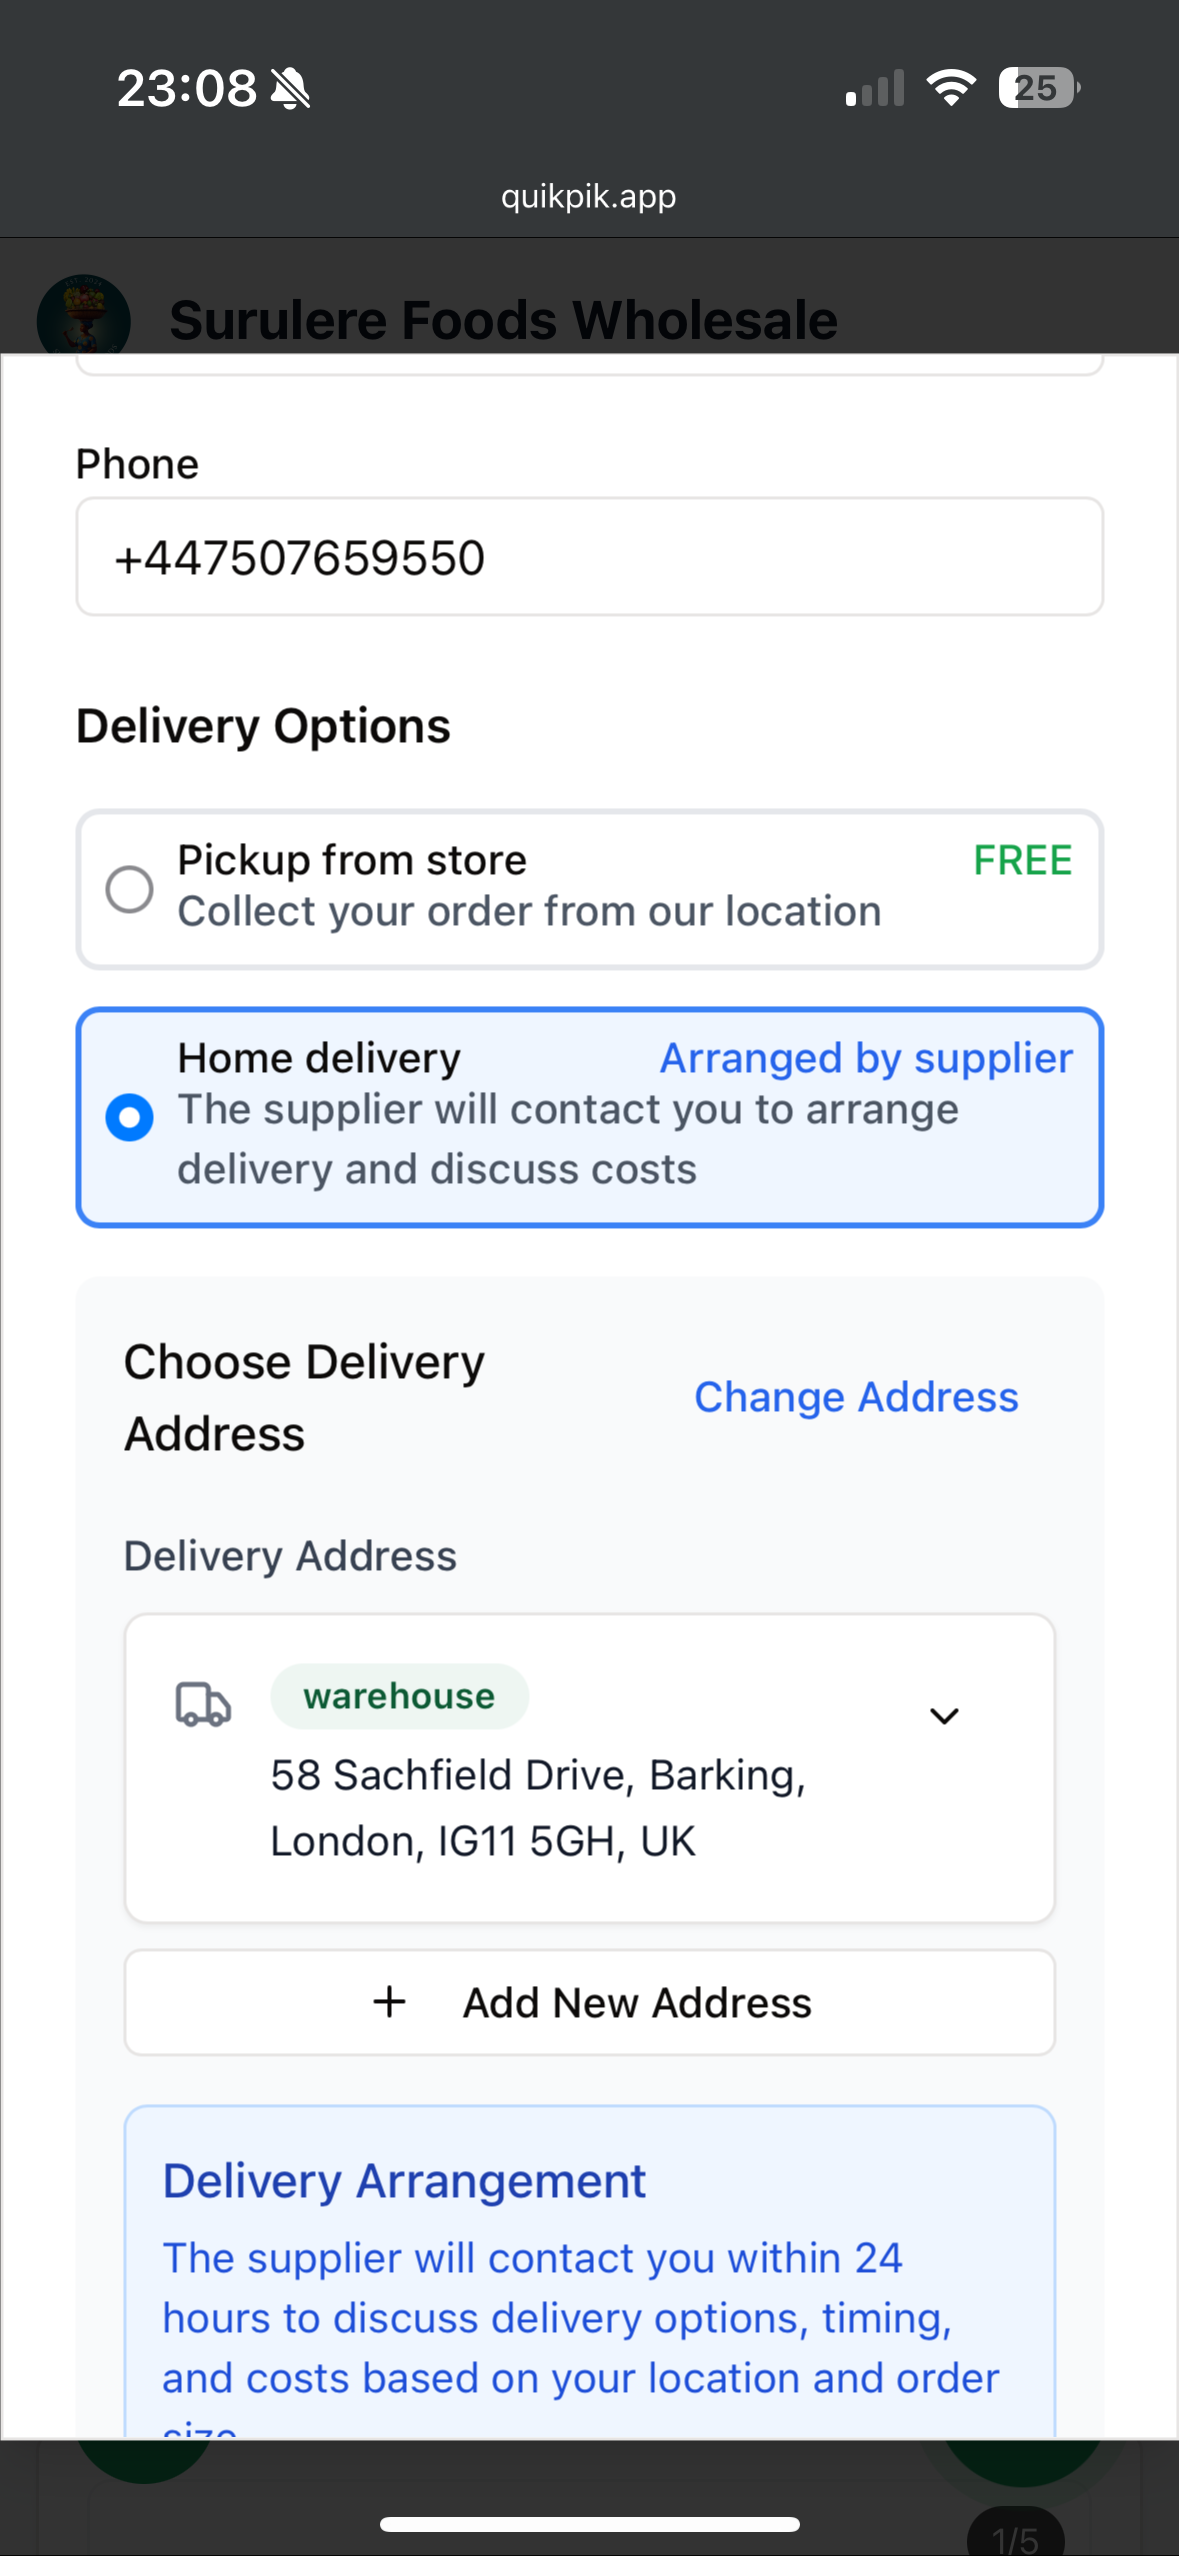 23:08
25
quikpik.app
Surulere Foods Wholesale
Phone
+447507659550
Delivery Options
Pickup from store
FREE
Collect your order from our location
Home delivery
Arranged by supplier
The supplier will contact you to arrange
delivery and discuss costs
Choose Delivery
Address
Change Address
Delivery Address
warehouse
58 Sachfield Drive, Barking,
London, IG11 5GH, UK
+ Add New Address
Delivery Arrangement
The supplier will contact you within 24
hours to discuss delivery options, timing,
and costs based on your location and order
size
1/5